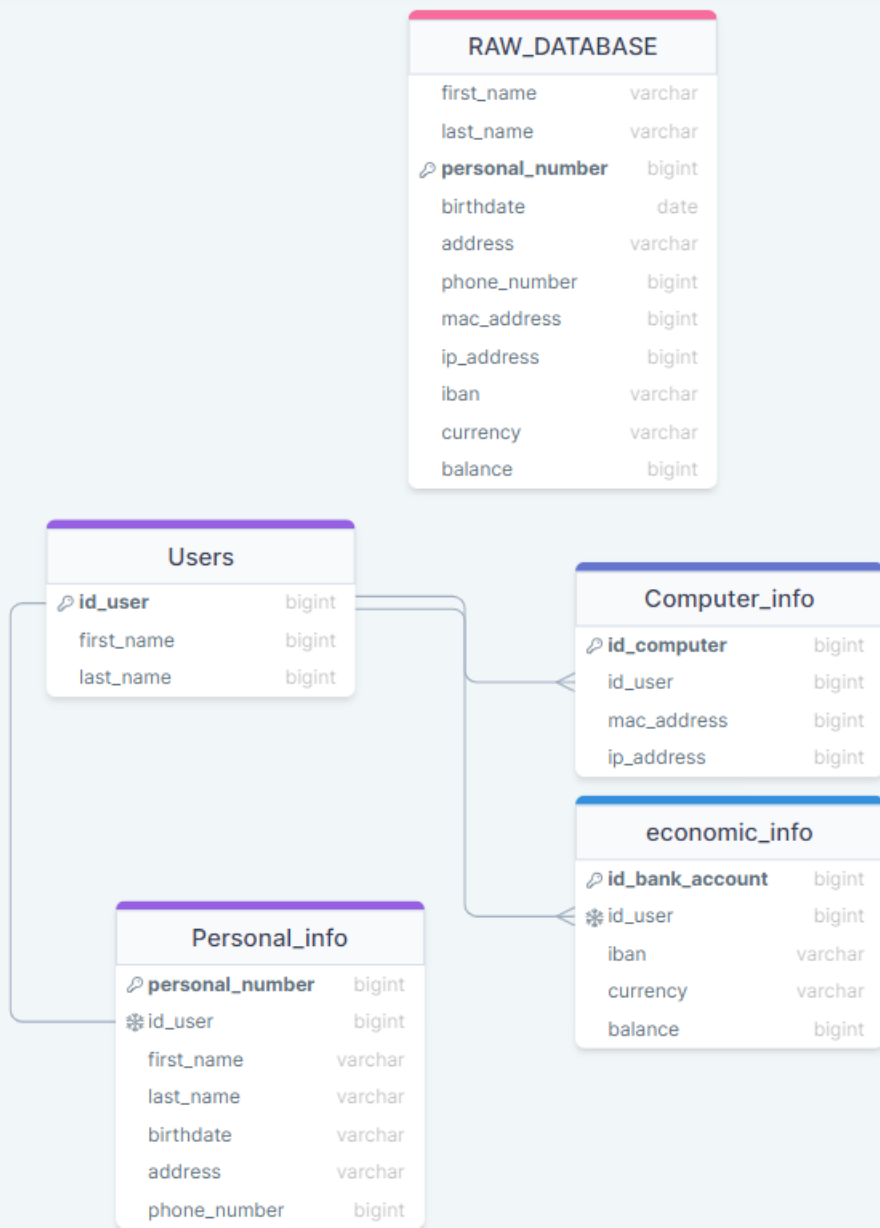 RAW_DATABASE
first_name varchar
last_name varchar
personal_number bigint
birthdate date
address varchar
phone_number bigint
mac_address bigint
ip_address bigint
iban varchar
currency varchar
balance bigint
Users
id_user bigint
first_name bigint
last_name bigint
Computer_info
id_computer bigint
id_user bigint
mac_address bigint
ip_address bigint
economic_info
id_bank_account bigint
id_user bigint
iban varchar
currency varchar
balance bigint
Personal_info
personal_number bigint
id_user bigint
first_name varchar
last_name varchar
birthdate varchar
address varchar
phone_number bigint